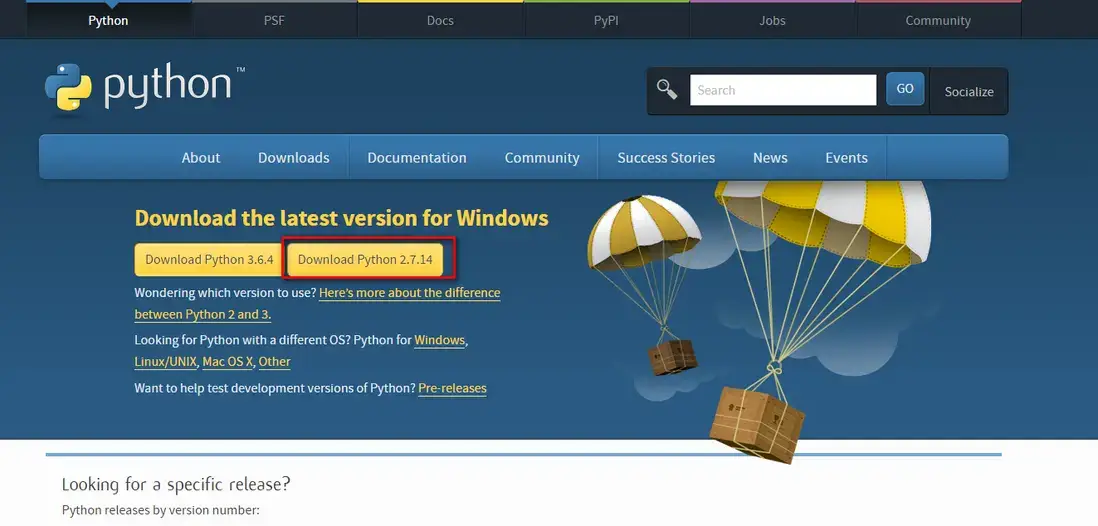 Python PSF Docs PyPI Jobs Community
python™
Search GO Socialize
About Downloads Documentation Community Success Stories News Events
Download the latest version for Windows
Download Python 3.6.4 Download Python 2.7.14
Wondering which version to use? Here's more about the difference
between Python 2 and 3.
Looking for Python with a different OS? Python for Windows,
Linux/UNIX, Mac OS X, Other
Want to help test development versions of Python? Pre-releases
Looking for a specific release?
Python releases by version number: